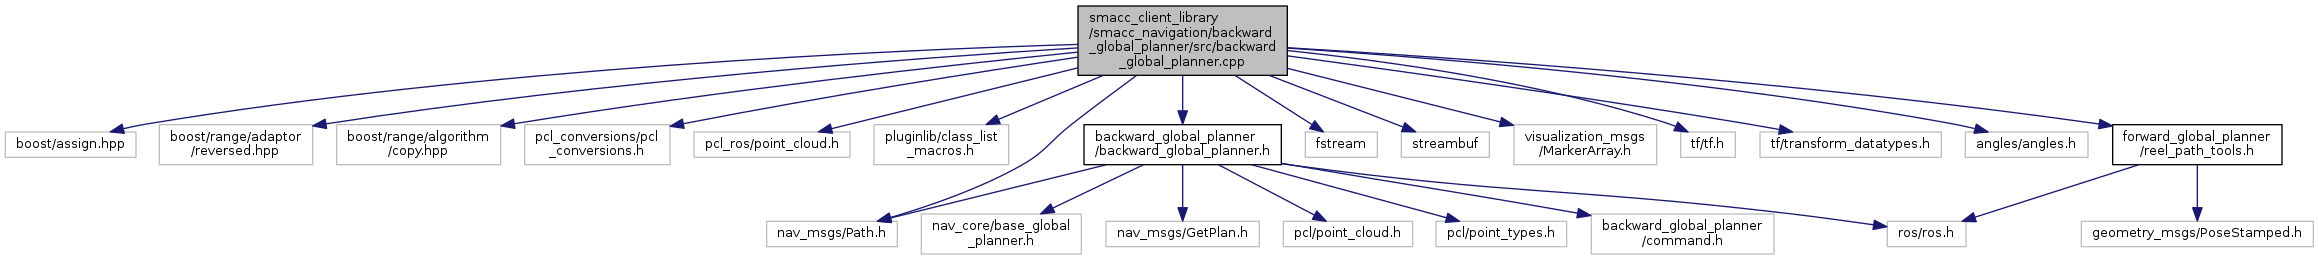 smacc_client_library
/smacc_navigation/backward
_global_planner/src/backward
_global_planner.cpp
boost/assign.hpp
boost/range/adaptor
/reversed.hpp
boost/range/algorithm
/copy.hpp
pcl_conversions/pcl
_conversions.h
pcl_ros/point_cloud.h
pluginlib/class_list
_macros.h
backward_global_planner
/backward_global_planner.h
fstream
streambuf
visualization_msgs
/MarkerArray.h
tf/tf.h
tf/transform_datatypes.h
angles/angles.h
forward_global_planner
/reel_path_tools.h
nav_msgs/Path.h
nav_core/base_global
_planner.h
nav_msgs/GetPlan.h
pcl/point_cloud.h
pcl/point_types.h
backward_global_planner
/command.h
ros/ros.h
geometry_msgs/PoseStamped.h